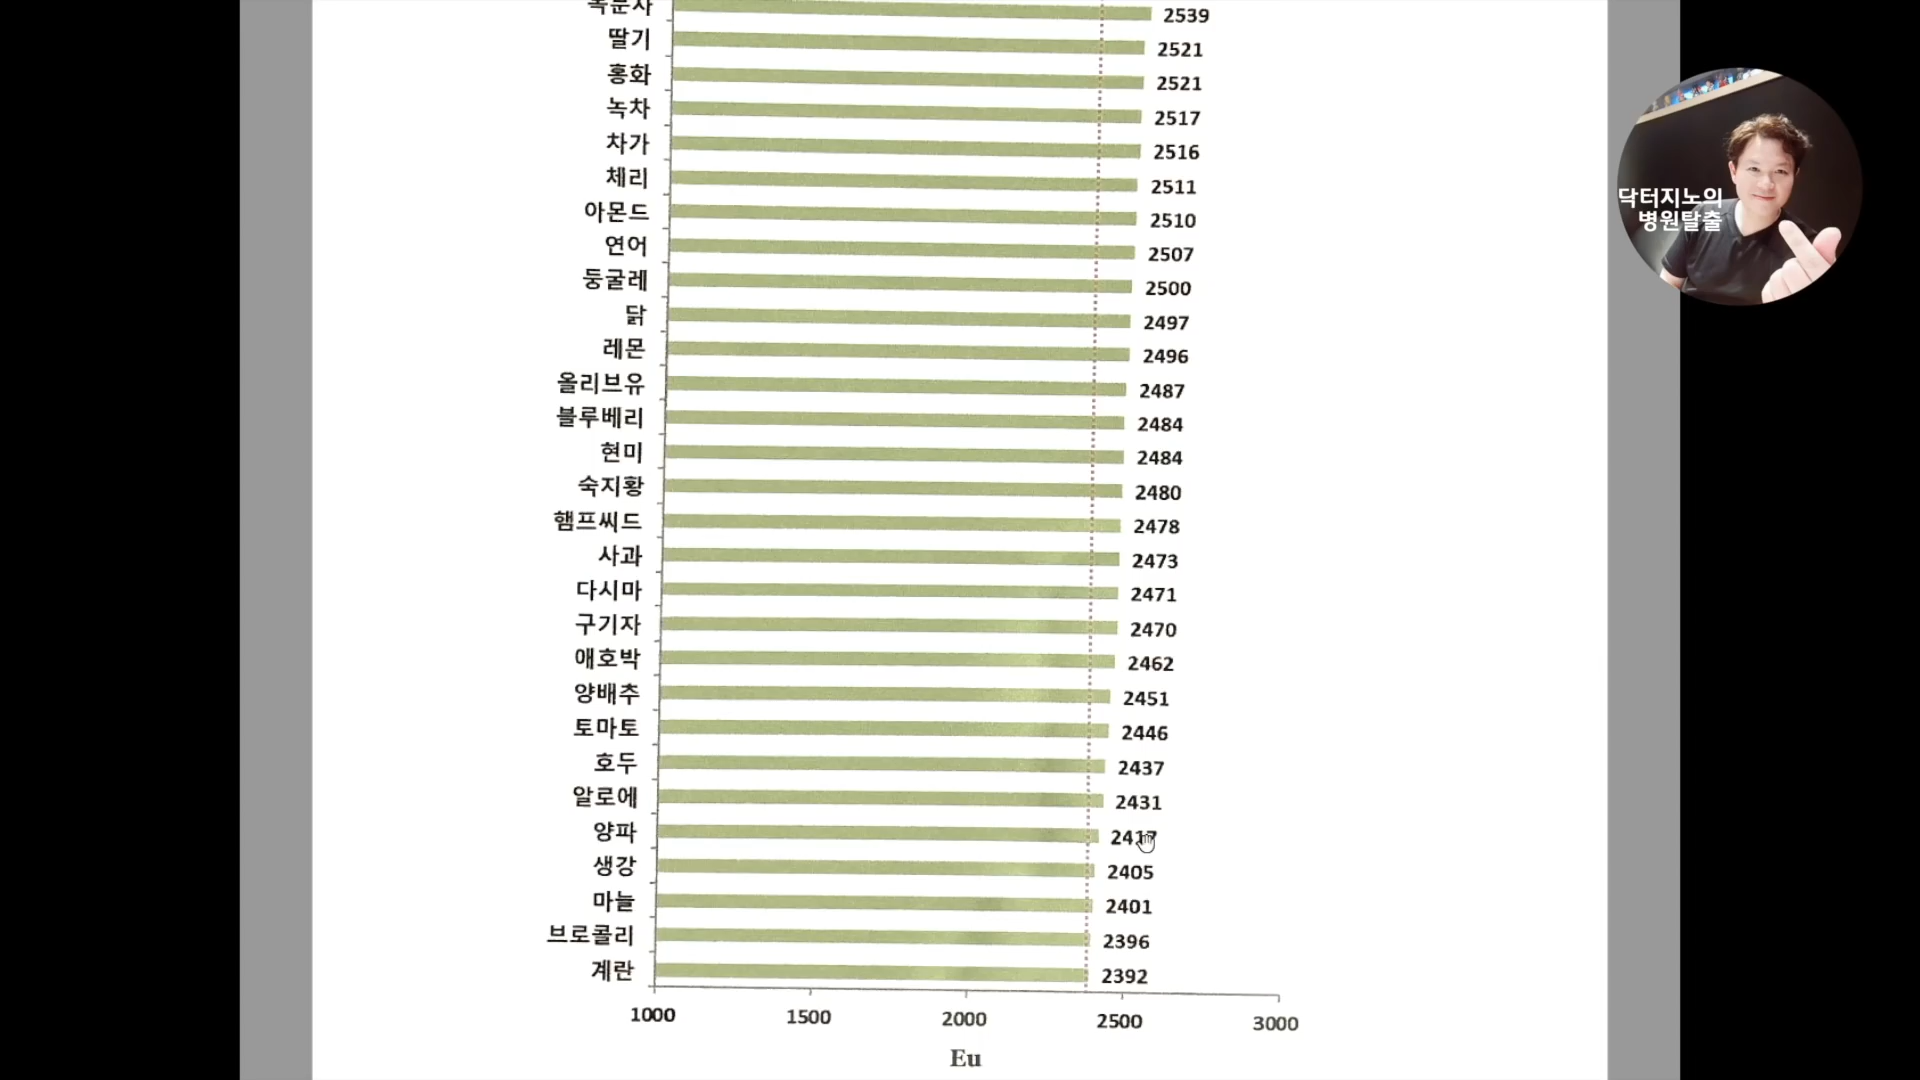 2539
딸기 2521
홍화 2521
녹차 2517
차가 2516
체리 2511
아몬드 2510
연어 2507
둥굴레 2500
닭 2497
레몬 2496
올리브유 2487
블루베리 2484
현미 2484
숙지황 2480
햄프씨드 2478
사과 2473
다시마 2471
구기자 2470
애호박 2462
양배추 2451
토마토 2446
호두 2437
알로에 2431
양파 2417
생강 2405
마늘 2401
브로콜리 2396
계란 2392
1000 1500 2000 2500 3000
Eu
닥터지노의
병원탈출